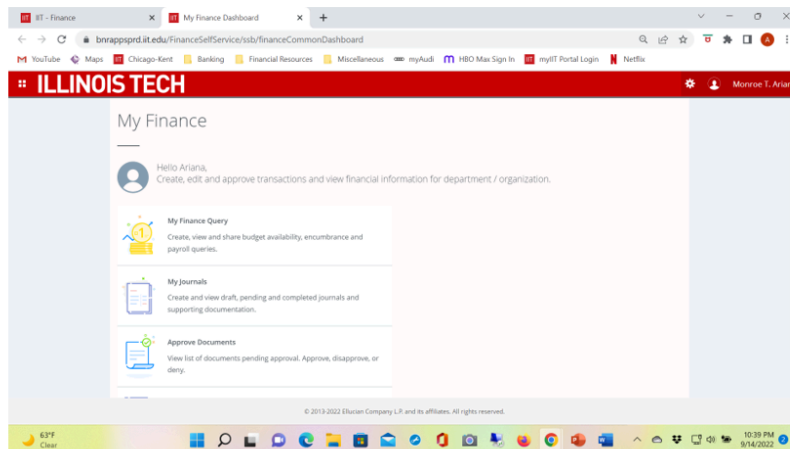 IIT - Finance
My Finance Dashboard
bnrappsprd.iit.edu/FinanceSelfService/ssb/financeCommonDashboard
YouTube Maps Chicago-Kent Banking Financial Resources Miscellaneous myAudi HBO Max Sign In myIIT Portal Login Netflix
ILLINOIS TECH
Monroe T. Arian
My Finance
Hello Ariana,
Create, edit and approve transactions and view financial information for department / organization.
My Finance Query
Create, view and share budget availability, encumbrance and
payroll queries.
My Journals
Create and view draft, pending and completed journals and
supporting documentation.
Approve Documents
View list of documents pending approval. Approve, disapprove, or
deny.
© 2013-2022 Ellucian Company L.P. and its affiliates. All rights reserved.
63°F
Clear
10:39 PM
9/14/2022